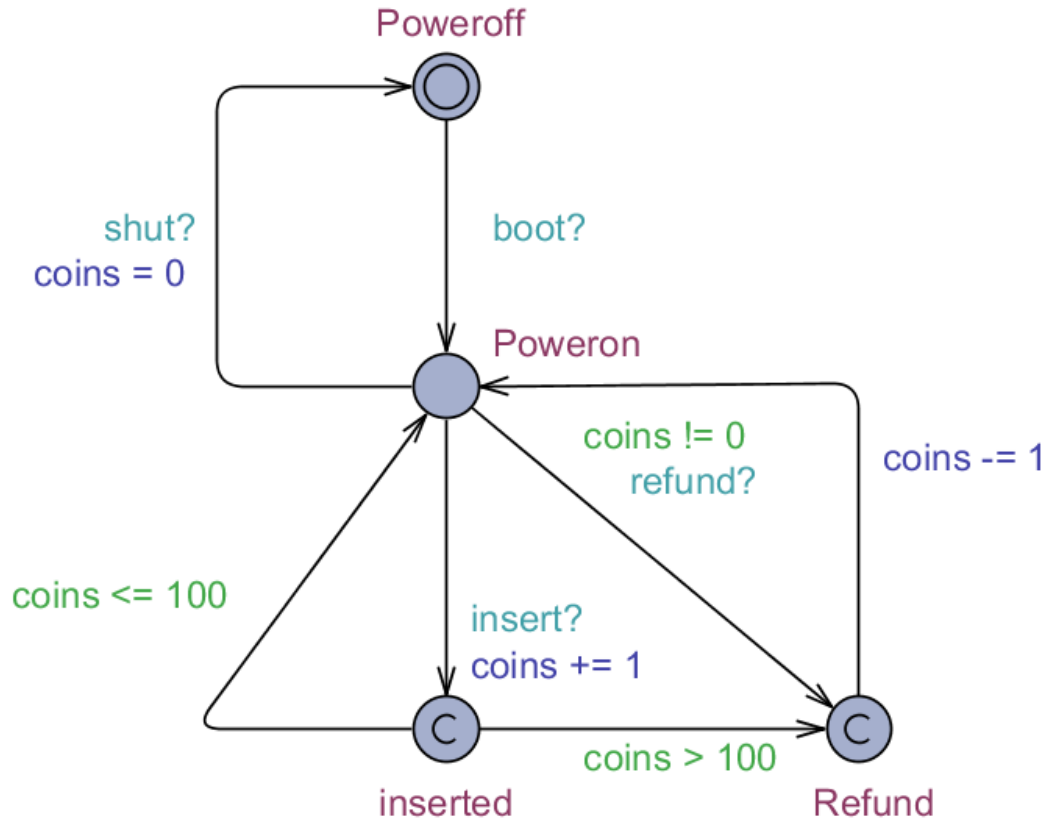 Poweroff
shut?
coins = 0
boot?
Poweron
coins != 0
refund?
coins -= 1
coins <= 100
insert?
coins += 1
C
C
coins > 100
inserted
Refund